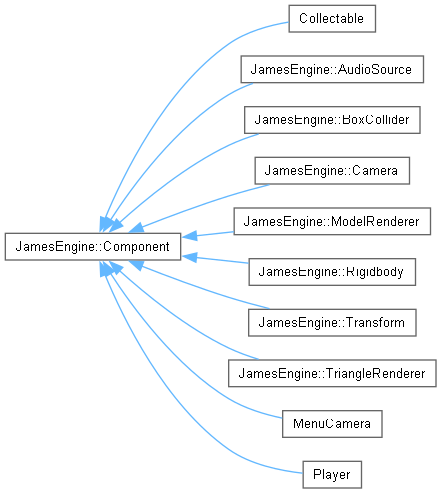 Collectable
JamesEngine::AudioSource
JamesEngine::BoxCollider
JamesEngine::Camera
JamesEngine::ModelRenderer
JamesEngine::Component
JamesEngine::Rigidbody
JamesEngine::Transform
JamesEngine::TriangleRenderer
MenuCamera
Player